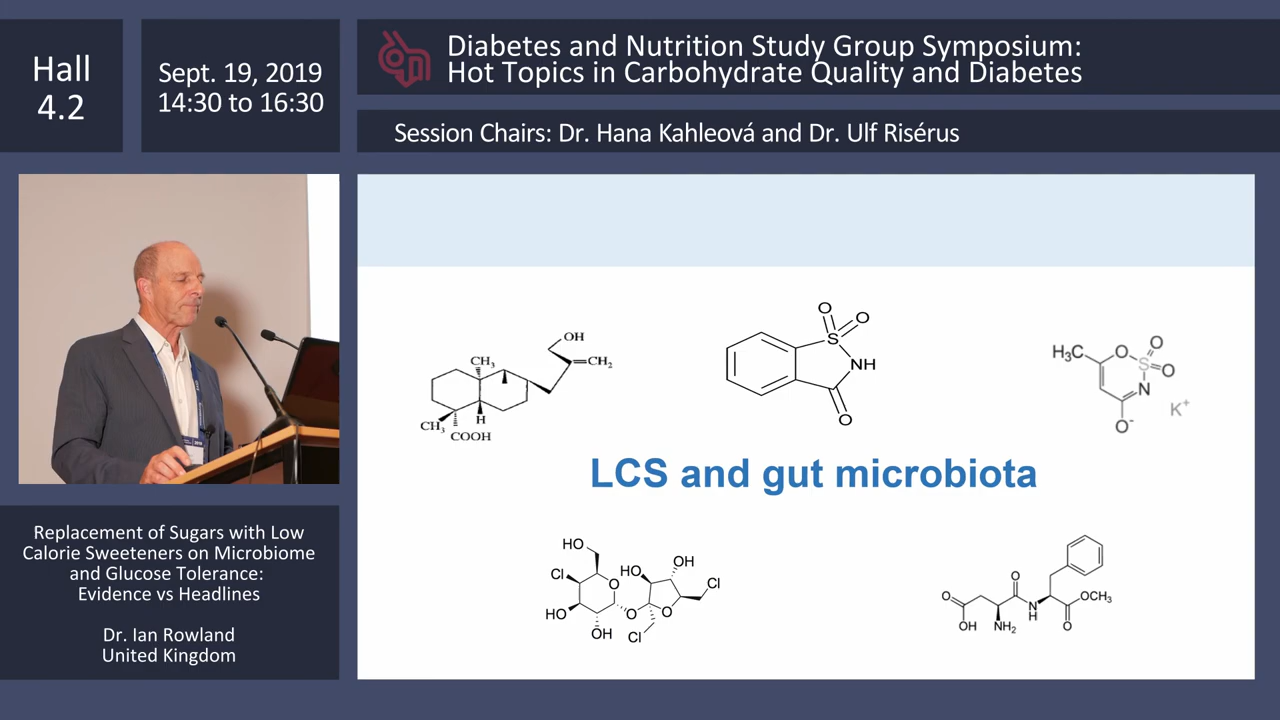 Hall
4.2
Sept. 19, 2019
14:30 to 16:30
Diabetes and Nutrition Study Group Symposium:
Hot Topics in Carbohydrate Quality and Diabetes
Session Chairs: Dr. Hana Kahleová and Dr. Ulf Risérus
OH
CH3
CH2
H
CH3
COOH
O
O
S
NH
O
H3C
O
O
S
O
N
O-
K+
LCS and gut microbiota
HO
Cl
O
HO
OH
HO
OH
Cl
O
O
Cl
O
OH
NH2
O
N
H
OCH3
O
Replacement of Sugars with Low
Calorie Sweeteners on Microbiome
and Glucose Tolerance:
Evidence vs Headlines
Dr. Ian Rowland
United Kingdom